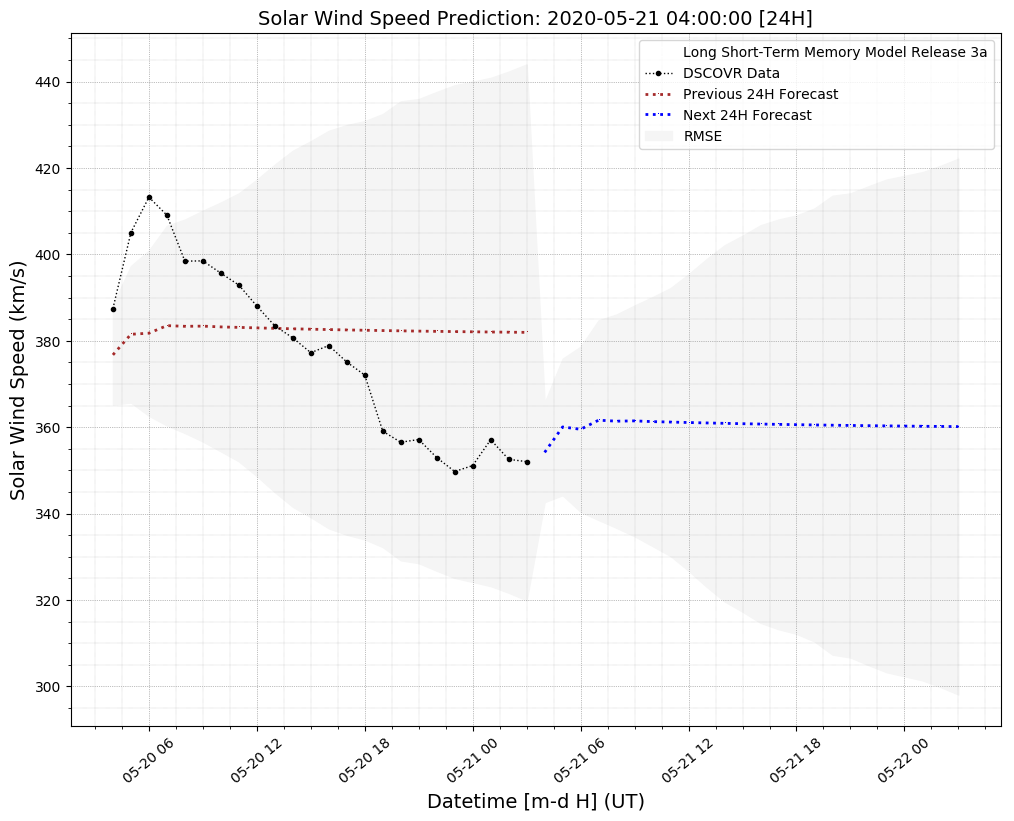 Solar Wind Speed Prediction: 2020-05-21 04:00:00 [24H]
Long Short-Term Memory Model Release 3a
DSCOVR Data
Previous 24H Forecast
Next 24H Forecast
RMSE
Solar Wind Speed (km/s)
440
420
400
380
360
340
320
300
05-20 06
05-20 12
05-20 18
05-21 00
05-21 06
05-21 12
05-21 18
05-22 00
Datetime [m-d H] (UT)